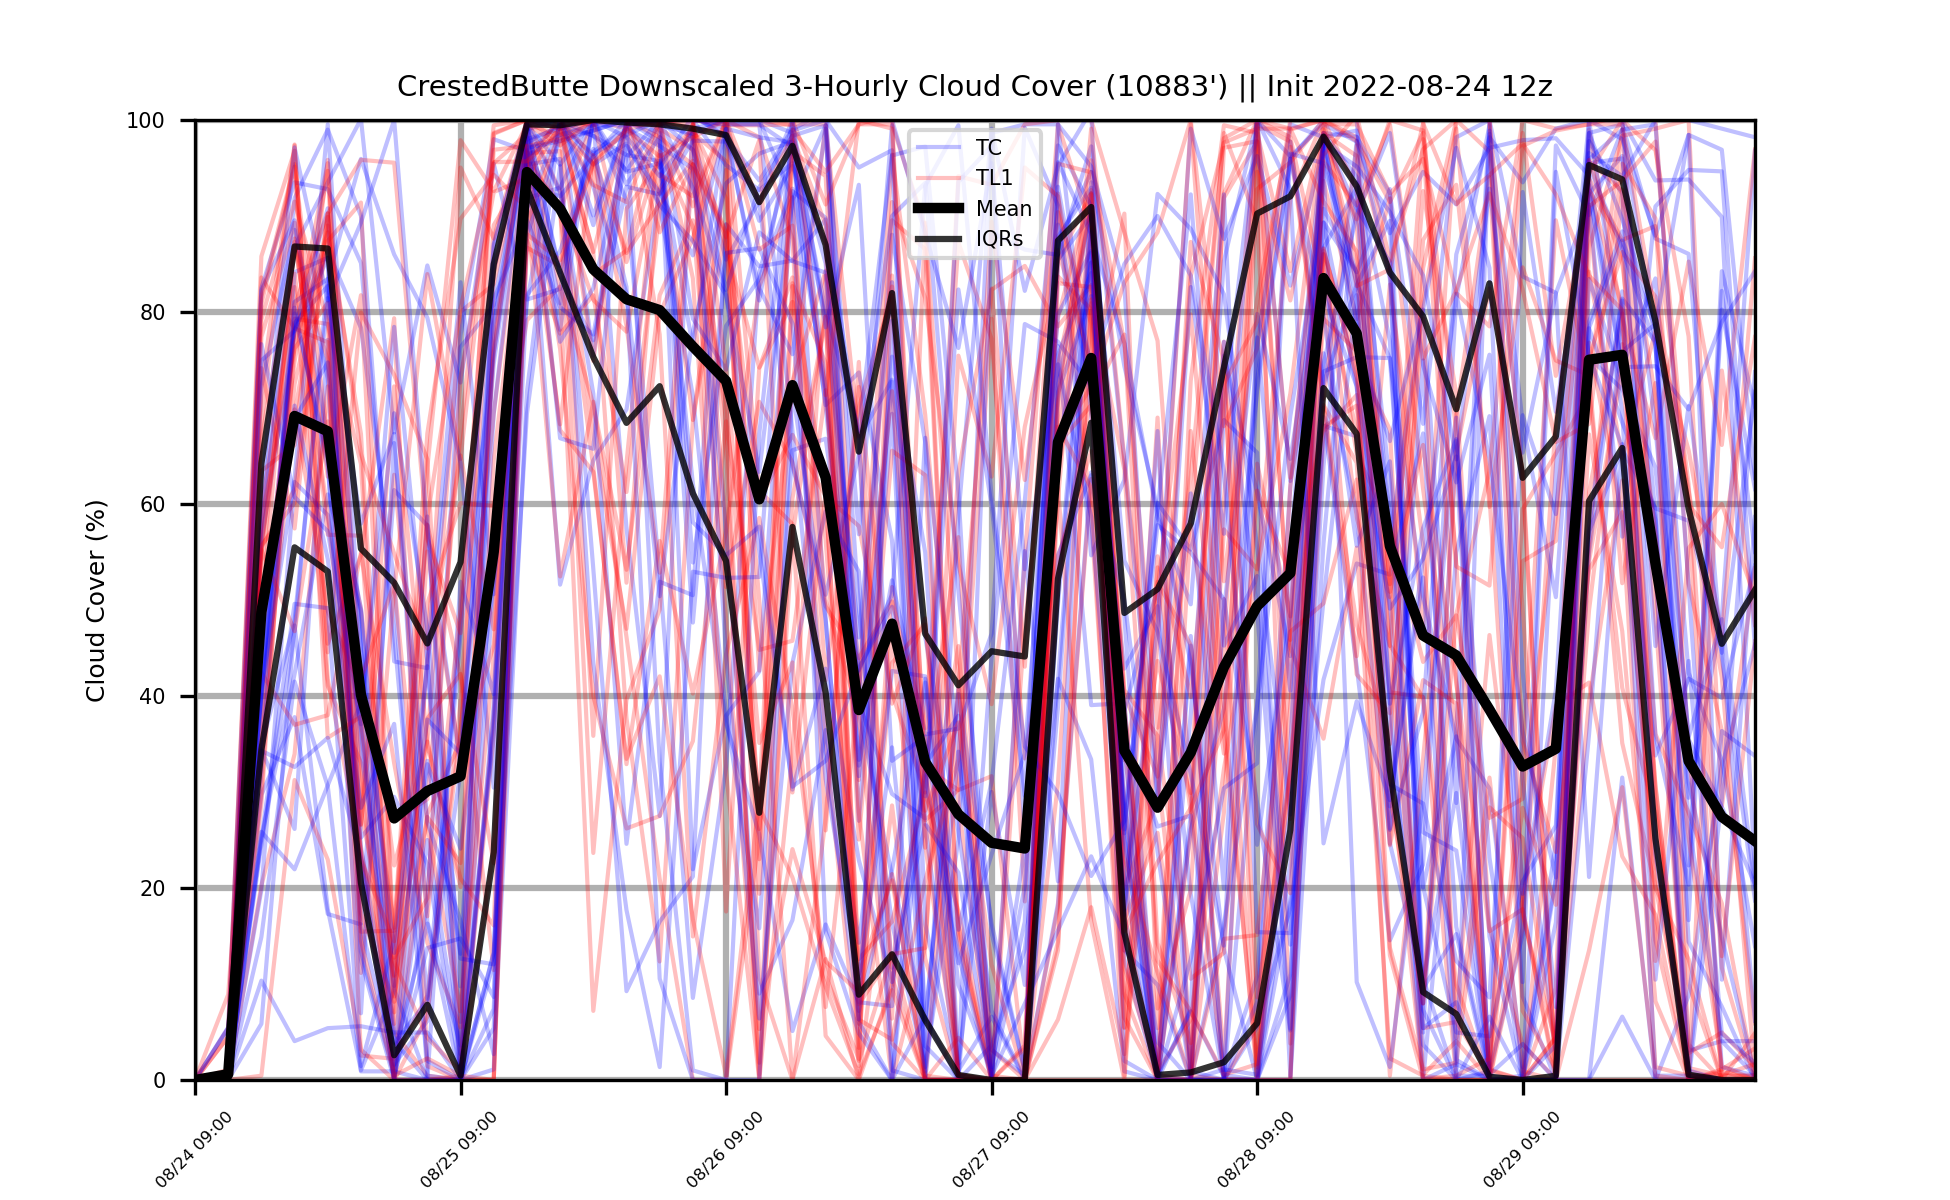 CrestedButte Downscaled 3-Hourly Cloud Cover (10883') || Init 2022-08-24 12z
TC
TL1
Mean
IQRs
Cloud Cover (%)
100
80
60
40
20
0
08/24 09:00
08/25 09:00
08/26 09:00
08/27 09:00
08/28 09:00
08/29 09:00